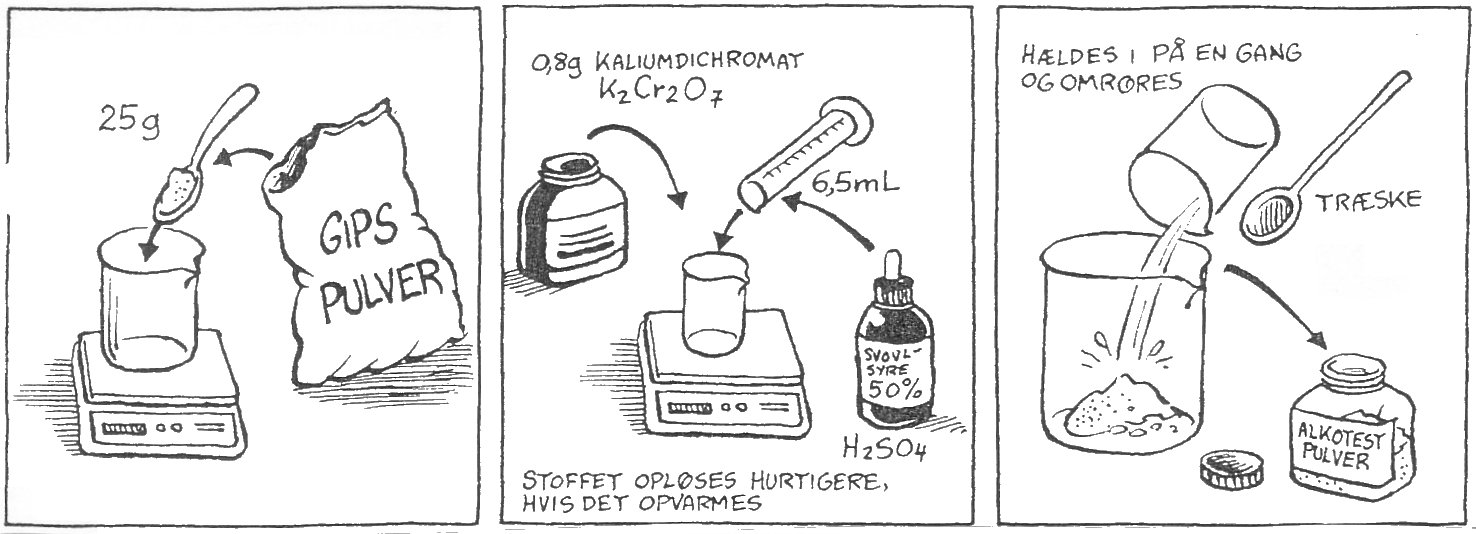 25g
GIPS
PULVER
0,8g KALIUMDICHROMAT
K₂Cr₂O₇
6,5mL
SVOVL-
SYRE
50%
H₂SO₄
STOFFET OPLØSES HURTIGERE,
HVIS DET OPVARMES
HÆLDES I PÅ EN GANG
OG OMRØRES
TRÆSKE
ALKOTEST
PULVER